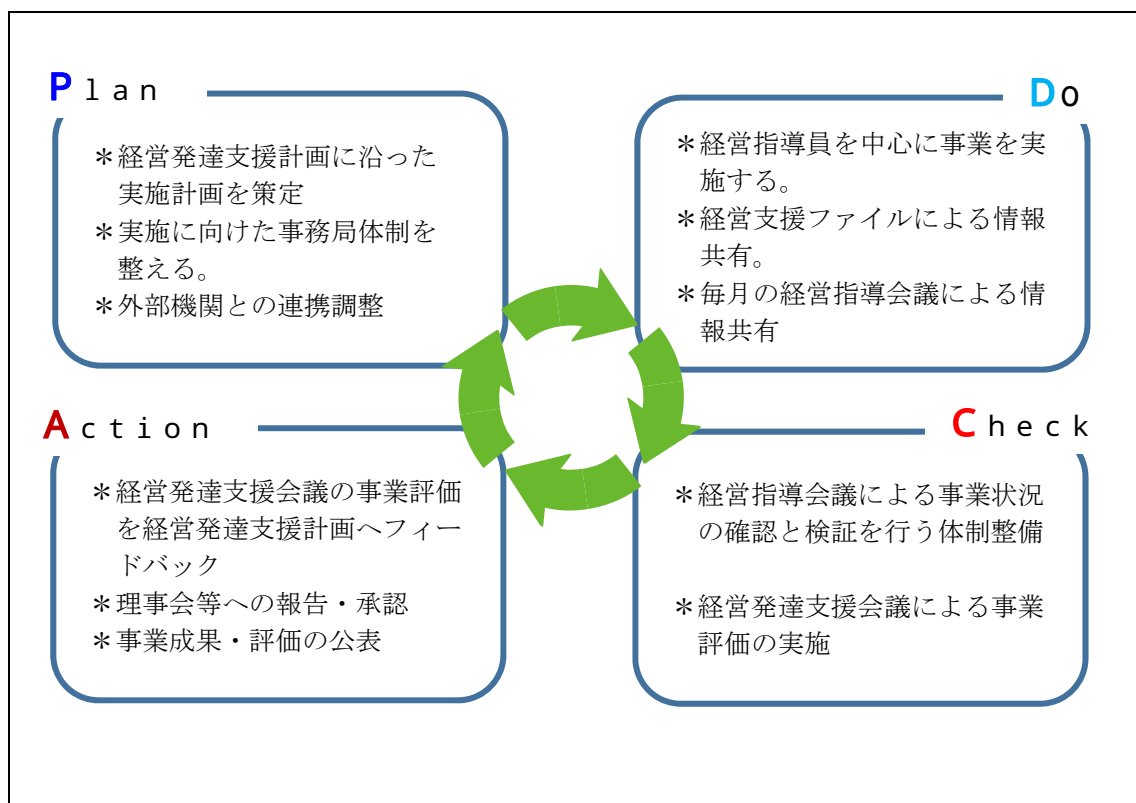 Plan
＊経営発達支援計画に沿った
実施計画を策定
＊実施に向けた事務局体制を
整える。
＊外部機関との連携調整
Do
＊経営指導員を中心に事業を実
施する。
＊経営支援ファイルによる情報
共有。
＊毎月の経営指導会議による情
報共有
Action
＊経営発達支援会議の事業評価
を経営発達支援計画へフィー
ドバック
＊理事会等への報告・承認
＊事業成果・評価の公表
Check
＊経営指導会議による事業状況
の確認と検証を行う体制整備
＊経営発達支援会議による事業
評価の実施